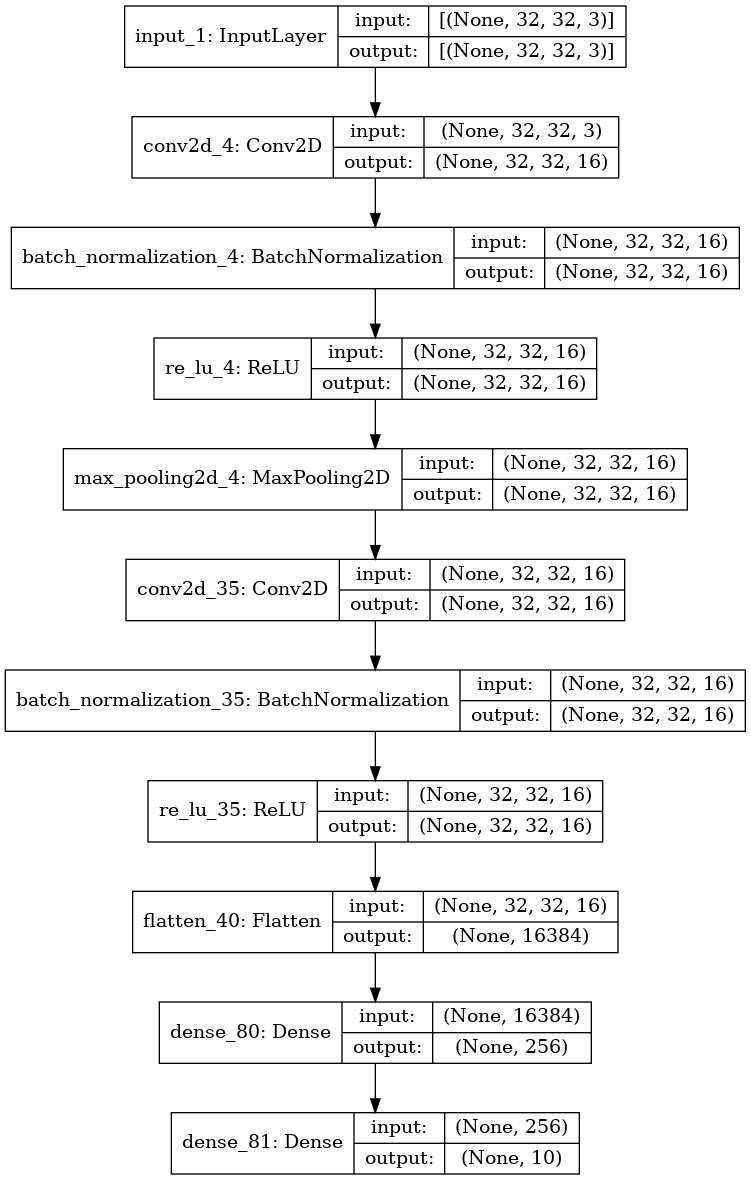 input_1: InputLayer
input: [(None, 32, 32, 3)]
output: [(None, 32, 32, 3)]
conv2d_4: Conv2D
input: (None, 32, 32, 3)
output: (None, 32, 32, 16)
batch_normalization_4: BatchNormalization
input: (None, 32, 32, 16)
output: (None, 32, 32, 16)
re_lu_4: ReLU
input: (None, 32, 32, 16)
output: (None, 32, 32, 16)
max_pooling2d_4: MaxPooling2D
input: (None, 32, 32, 16)
output: (None, 32, 32, 16)
conv2d_35: Conv2D
input: (None, 32, 32, 16)
output: (None, 32, 32, 16)
batch_normalization_35: BatchNormalization
input: (None, 32, 32, 16)
output: (None, 32, 32, 16)
re_lu_35: ReLU
input: (None, 32, 32, 16)
output: (None, 32, 32, 16)
flatten_40: Flatten
input: (None, 32, 32, 16)
output: (None, 16384)
dense_80: Dense
input: (None, 16384)
output: (None, 256)
dense_81: Dense
input: (None, 256)
output: (None, 10)